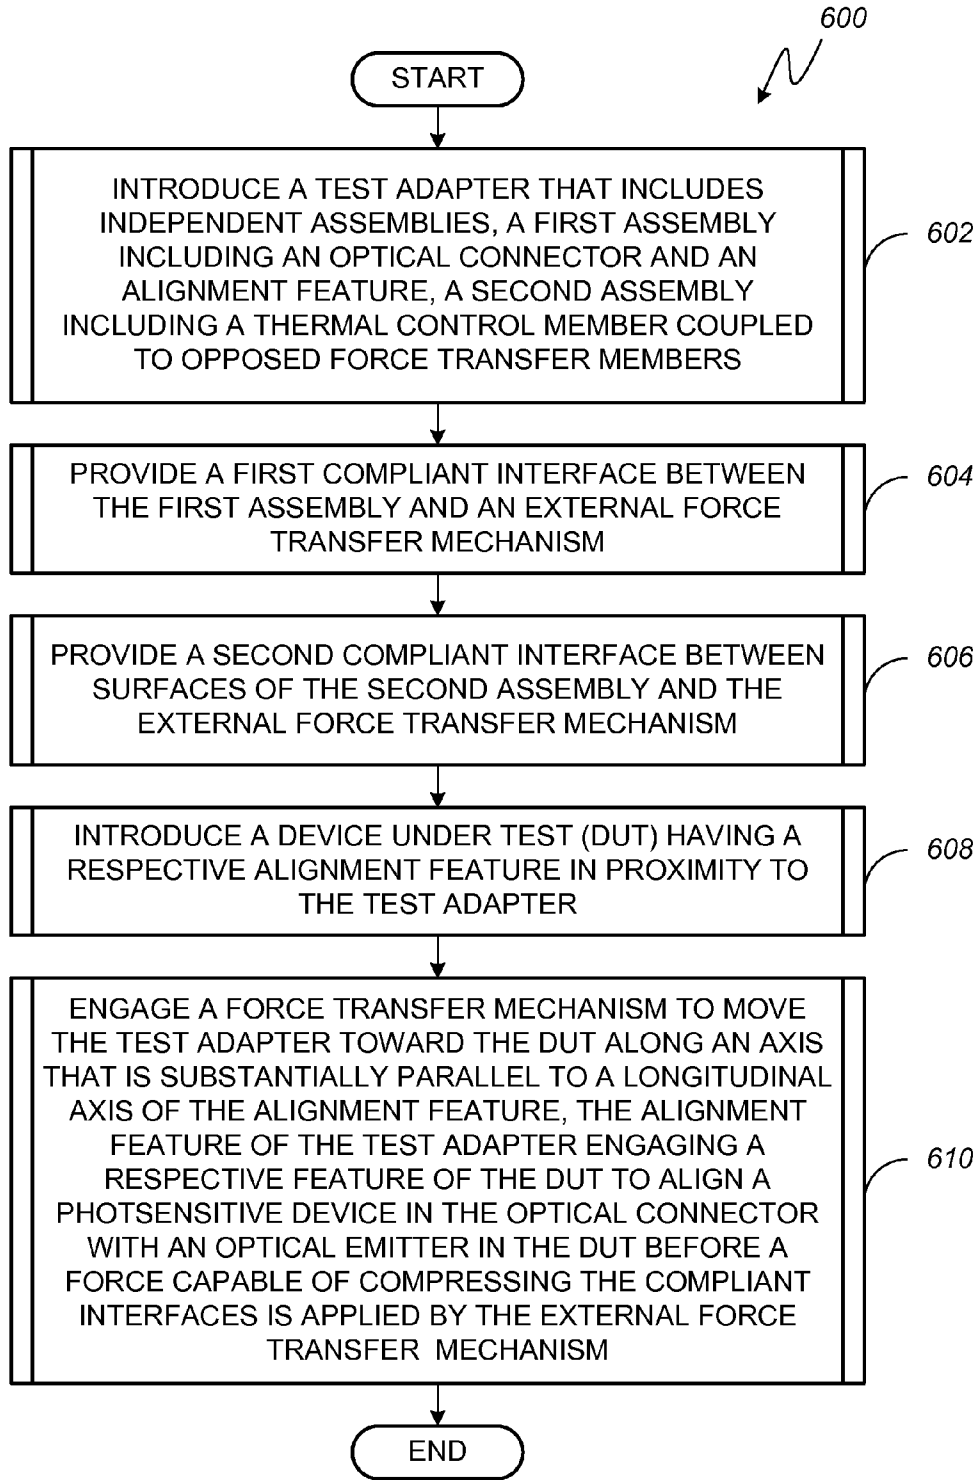 600
START
INTRODUCE A TEST ADAPTER THAT INCLUDES
INDEPENDENT ASSEMBLIES, A FIRST ASSEMBLY
INCLUDING AN OPTICAL CONNECTOR AND AN
ALIGNMENT FEATURE, A SECOND ASSEMBLY
INCLUDING A THERMAL CONTROL MEMBER COUPLED
TO OPPOSED FORCE TRANSFER MEMBERS
602
PROVIDE A FIRST COMPLIANT INTERFACE BETWEEN
THE FIRST ASSEMBLY AND AN EXTERNAL FORCE
TRANSFER MECHANISM
604
PROVIDE A SECOND COMPLIANT INTERFACE BETWEEN
SURFACES OF THE SECOND ASSEMBLY AND THE
EXTERNAL FORCE TRANSFER MECHANISM
606
INTRODUCE A DEVICE UNDER TEST (DUT) HAVING A
RESPECTIVE ALIGNMENT FEATURE IN PROXIMITY TO
THE TEST ADAPTER
608
ENGAGE A FORCE TRANSFER MECHANISM TO MOVE
THE TEST ADAPTER TOWARD THE DUT ALONG AN AXIS
THAT IS SUBSTANTIALLY PARALLEL TO A LONGITUDINAL
AXIS OF THE ALIGNMENT FEATURE, THE ALIGNMENT
FEATURE OF THE TEST ADAPTER ENGAGING A
RESPECTIVE FEATURE OF THE DUT TO ALIGN A
PHOTSENSITIVE DEVICE IN THE OPTICAL CONNECTOR
WITH AN OPTICAL EMITTER IN THE DUT BEFORE A
FORCE CAPABLE OF COMPRESSING THE COMPLIANT
INTERFACES IS APPLIED BY THE EXTERNAL FORCE
TRANSFER MECHANISM
610
END